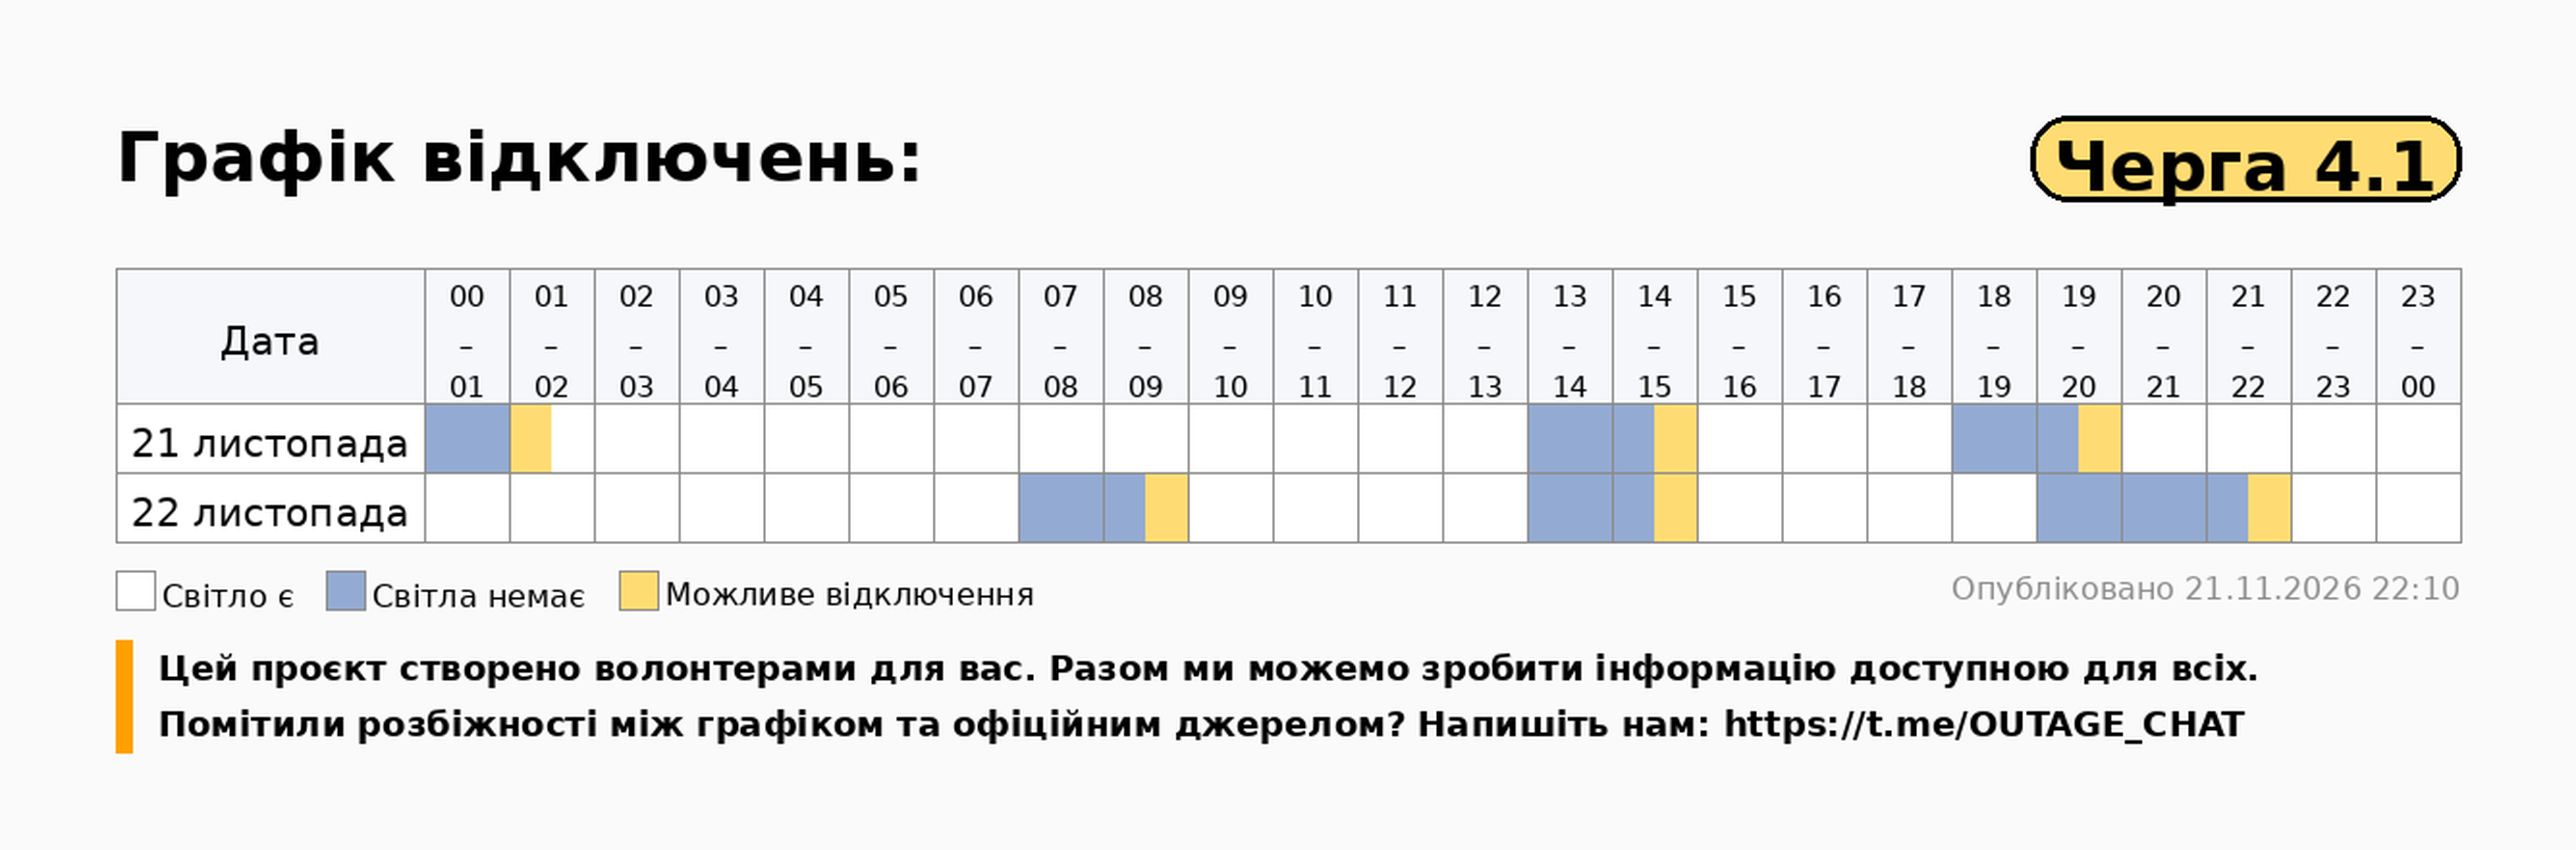 Графік відключень:
Черга 4.1
Дата 00 – 01 01 – 02 02 – 03 03 – 04 04 – 05 05 – 06 06 – 07 07 – 08 08 – 09 09 – 10 10 – 11 11 – 12 12 – 13 13 – 14 14 – 15 15 – 16 16 – 17 17 – 18 18 – 19 19 – 20 20 – 21 21 – 22 22 – 23 23 – 00
21 листопада
22 листопада
Світло є Світла немає Можливе відключення
Опубліковано 21.11.2026 22:10
Цей проєкт створено волонтерами для вас. Разом ми можемо зробити інформацію доступною для всіх.
Помітили розбіжності між графіком та офіційним джерелом? Напишіть нам: https://t.me/OUTAGE_CHAT